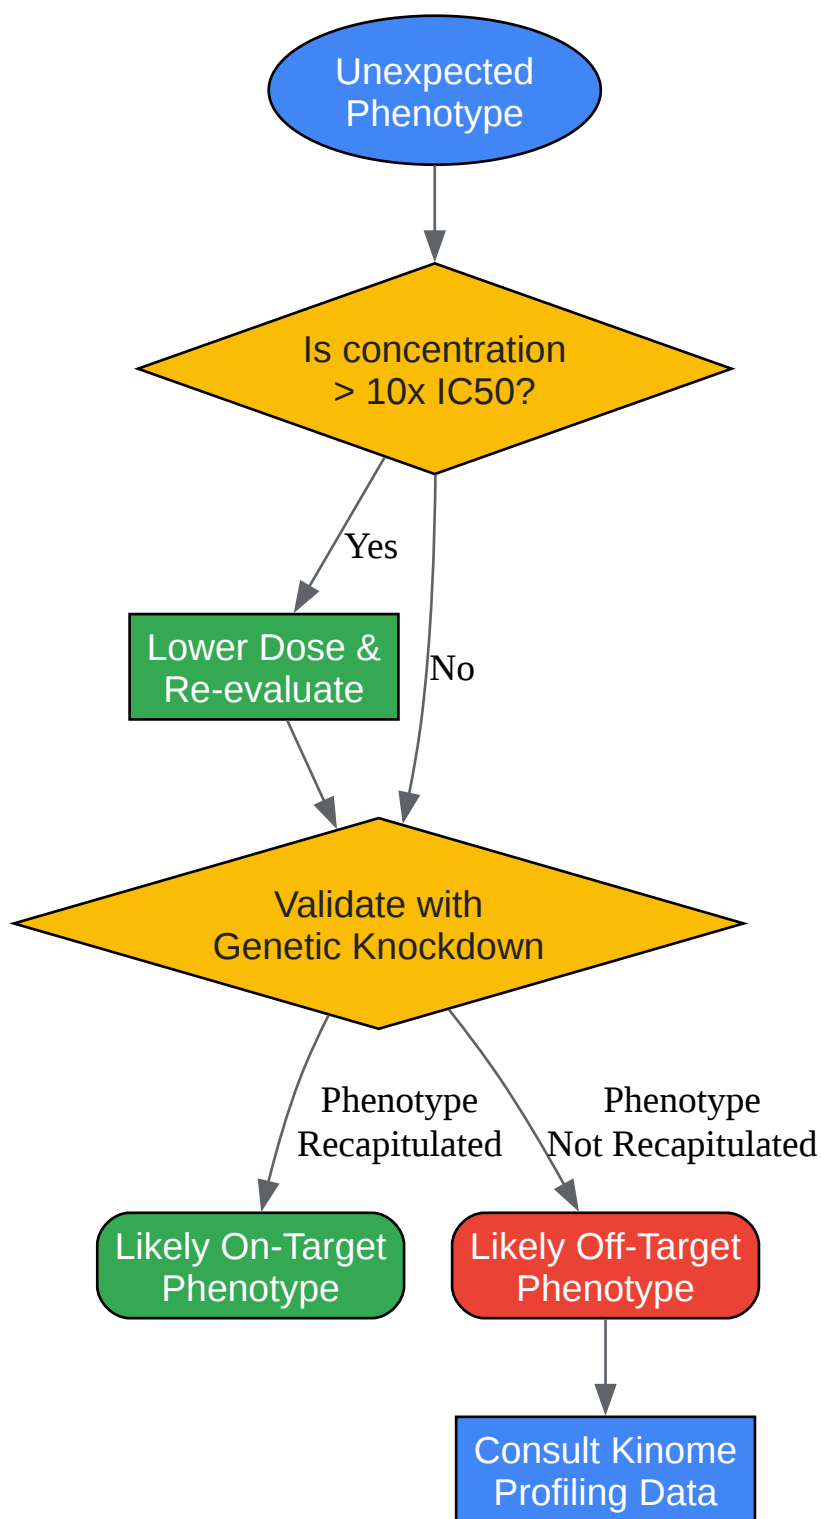 Unexpected
Phenotype
Is concentration
> 10x IC50?
Yes
Lower Dose &
Re-evaluate
No
Validate with
Genetic Knockdown
Phenotype
Recapitulated
Phenotype
Not Recapitulated
Likely On-Target
Phenotype
Likely Off-Target
Phenotype
Consult Kinome
Profiling Data